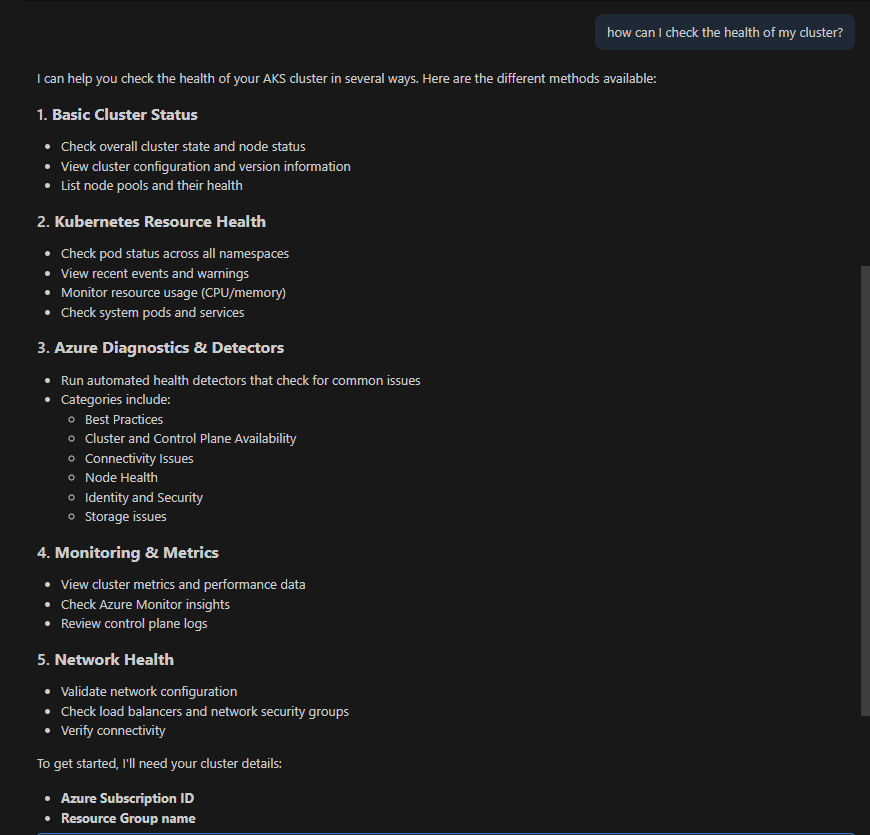 how can I check the health of my cluster?
I can help you check the health of your AKS cluster in several ways. Here are the different methods available:
1. Basic Cluster Status
• Check overall cluster state and node status
• View cluster configuration and version information
• List node pools and their health
2. Kubernetes Resource Health
• Check pod status across all namespaces
• View recent events and warnings
• Monitor resource usage (CPU/memory)
• Check system pods and services
3. Azure Diagnostics & Detectors
• Run automated health detectors that check for common issues
• Categories include:
○ Best Practices
○ Cluster and Control Plane Availability
○ Connectivity Issues
○ Node Health
○ Identity and Security
○ Storage issues
4. Monitoring & Metrics
• View cluster metrics and performance data
• Check Azure Monitor insights
• Review control plane logs
5. Network Health
• Validate network configuration
• Check load balancers and network security groups
• Verify connectivity
To get started, I'll need your cluster details:
• Azure Subscription ID
• Resource Group name